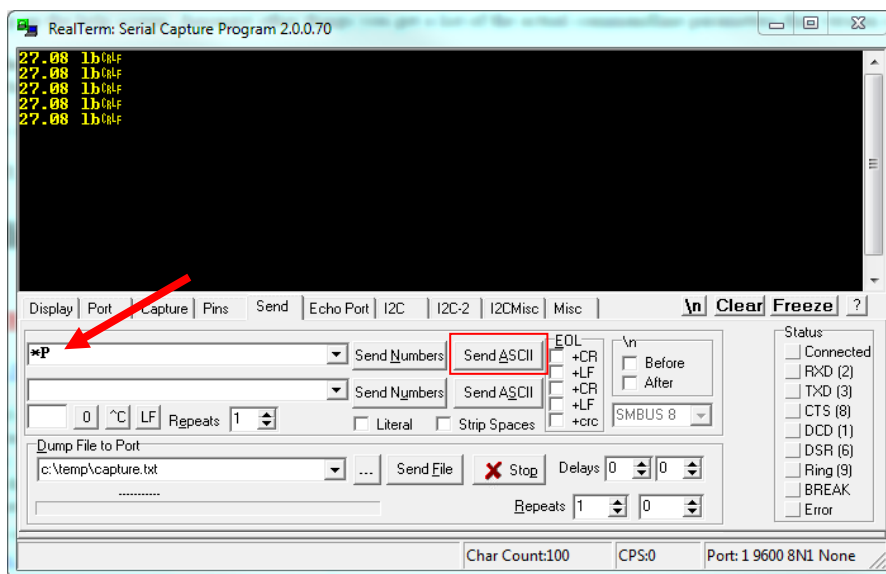 RealTerm: Serial Capture Program 2.0.0.70
27.08 lbCRLF
27.08 lbCRLF
27.08 lbCRLF
27.08 lbCRLF
27.08 lbCRLF
Display Port Capture Pins Send Echo Port I2C I2C-2 I2CMisc Misc \n Clear Freeze ?
*P Send Numbers Send ASCII
EOL
+CR
+LF
+CR
+LF
+crc
\n
Before
After
SMBUS 8
Send Numbers Send ASCII
0 ^C LF Repeats 1
Literal Strip Spaces
Dump File to Port
c:\temp\capture.txt ... Send File Stop Delays 0 0
-----------
Repeats 1 0
Status
Connected
RXD (2)
TXD (3)
CTS (8)
DCD (1)
DSR (6)
Ring (9)
BREAK
Error
Char Count:100 CPS:0 Port: 1 9600 8N1 None